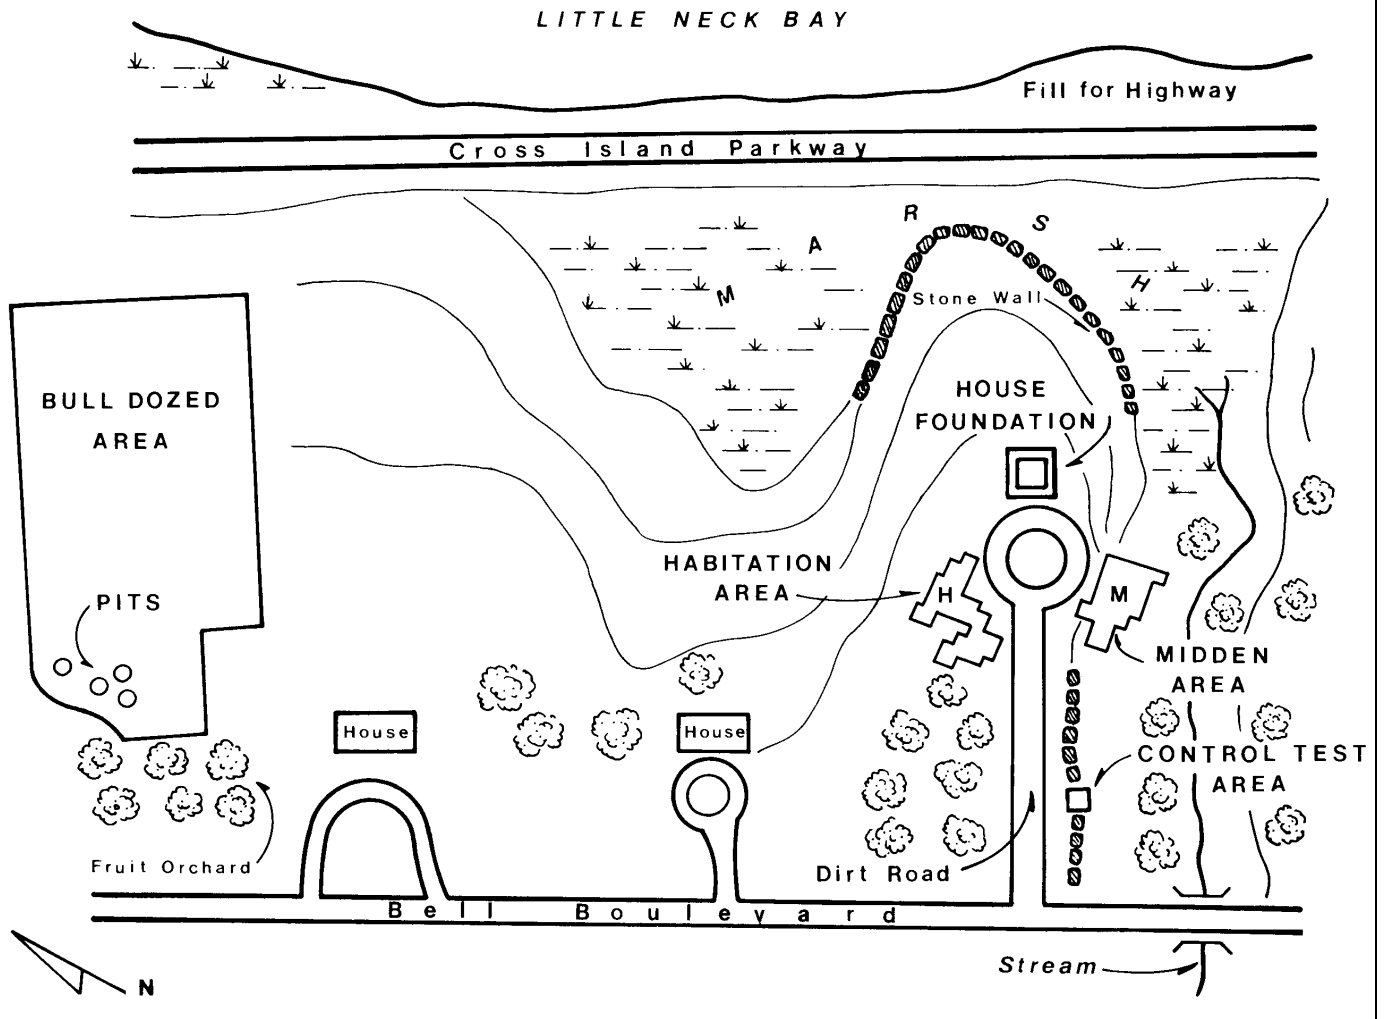 LITTLE NECK BAY
Fill for Highway
Cross Island Parkway
MARSH
Stone Wall
BULL DOZED
AREA
HOUSE
FOUNDATION
HABITATION
AREA
H
M
PITS
MIDDEN
AREA
House
House
CONTROL TEST
AREA
Fruit Orchard
Dirt Road
Bell Boulevard
Stream
N